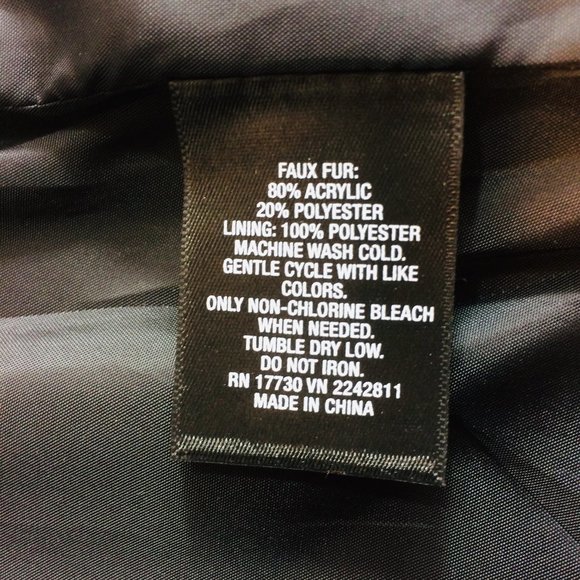 FAUX FUR:
80% ACRYLIC
20% POLYESTER
LINING: 100% POLYESTER
MACHINE WASH COLD.
GENTLE CYCLE WITH LIKE
COLORS.
ONLY NON-CHLORINE BLEACH
WHEN NEEDED.
TUMBLE DRY LOW.
DO NOT IRON.
RN 17730 VN 2242811
MADE IN CHINA